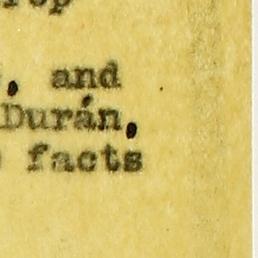 , and
Durán,
facts